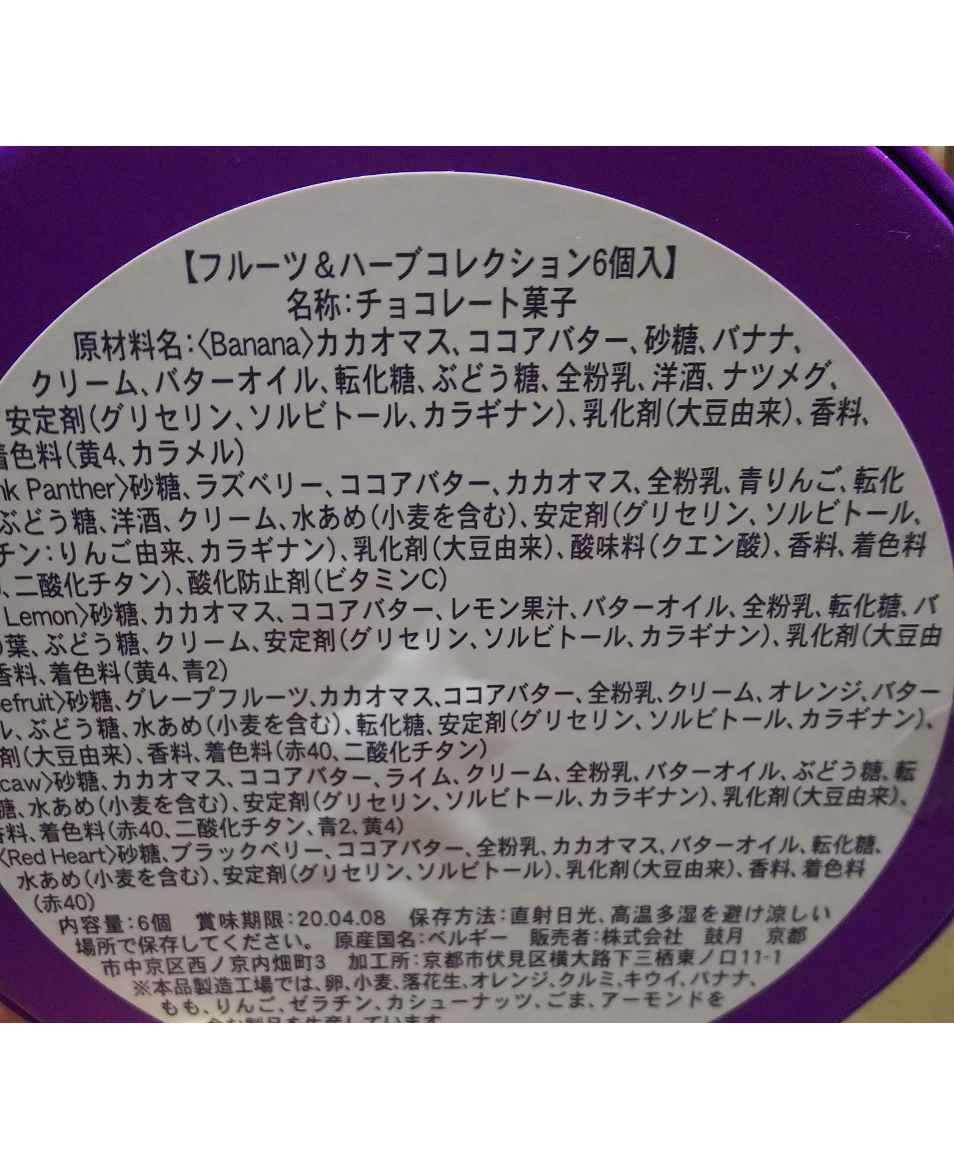 【フルーツ&ハーブコレクション6個入】
名称:チョコレート菓子
原材料名:〈Banana〉カカオマス、ココアバター、砂糖、バナナ、
クリーム、バターオイル、転化糖、ぶどう糖、全粉乳、洋酒、ナツメグ、
安定剤(グリセリン、ソルビトール、カラギナン)、乳化剤(大豆由来)、香料、
着色料(黄4、カラメル)
nk Panther〉砂糖、ラズベリー、ココアバター、カカオマス、全粉乳、青りんご、転化
ぶどう糖、洋酒、クリーム、水あめ(小麦を含む)、安定剤(グリセリン、ソルビトール、
チン:りんご由来、カラギナン)、乳化剤(大豆由来)、酸味料(クエン酸)、香料、着色料
、二酸化チタン)、酸化防止剤(ビタミンC)
Lemon〉砂糖、カカオマス、ココアバター、レモン果汁、バターオイル、全粉乳、転化糖、バ
葉、ぶどう糖、クリーム、安定剤(グリセリン、ソルビトール、カラギナン)、乳化剤(大豆由
香料、着色料(黄4、青2)
efruit〉砂糖、グレープフルーツ、カカオマス、ココアバター、全粉乳、クリーム、オレンジ、バター
ル、ぶどう糖、水あめ(小麦を含む)、転化糖、安定剤(グリセリン、ソルビトール、カラギナン)、
剤(大豆由来)、香料、着色料(赤40、二酸化チタン)
caw〉砂糖、カカオマス、ココアバター、ライム、クリーム、全粉乳、バターオイル、ぶどう糖、転
糖、水あめ(小麦を含む)、安定剤(グリセリン、ソルビトール、カラギナン)、乳化剤(大豆由来)、
香料、着色料(赤40、二酸化チタン、青2、黄4)
〈Red Heart〉砂糖、ブラックベリー、ココアバター、全粉乳、カカオマス、バターオイル、転化糖、
水あめ(小麦を含む)、安定剤(グリセリン、ソルビトール)、乳化剤(大豆由来)、香料、着色料
(赤40)
内容量:6個 賞味期限:20.04.08 保存方法:直射日光、高温多湿を避け涼しい
場所で保存してください。 原産国名:ベルギー 販売者:株式会社 鼓月 京都
市中京区西ノ京内畑町3 加工所:京都市伏見区横大路下三栖東ノ口11-1
※本品製造工場では、卵、小麦、落花生、オレンジ、クルミ、キウイ、バナナ、
もも、りんご、ゼラチン、カシューナッツ、ごま、アーモンドを
含む製品を生産しています